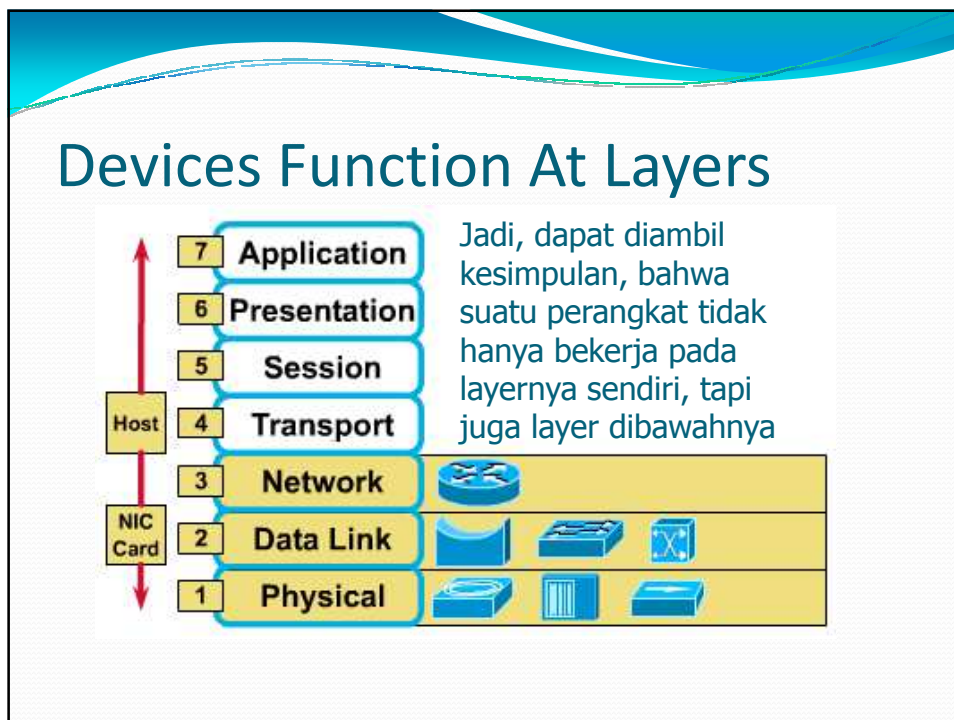 Devices Function At Layers
7 Application
6 Presentation
5 Session
4 Transport
3 Network
2 Data Link
1 Physical
Host
NIC
Card
Jadi, dapat diambil
kesimpulan, bahwa
suatu perangkat tidak
hanya bekerja pada
layernya sendiri, tapi
juga layer dibawahnya